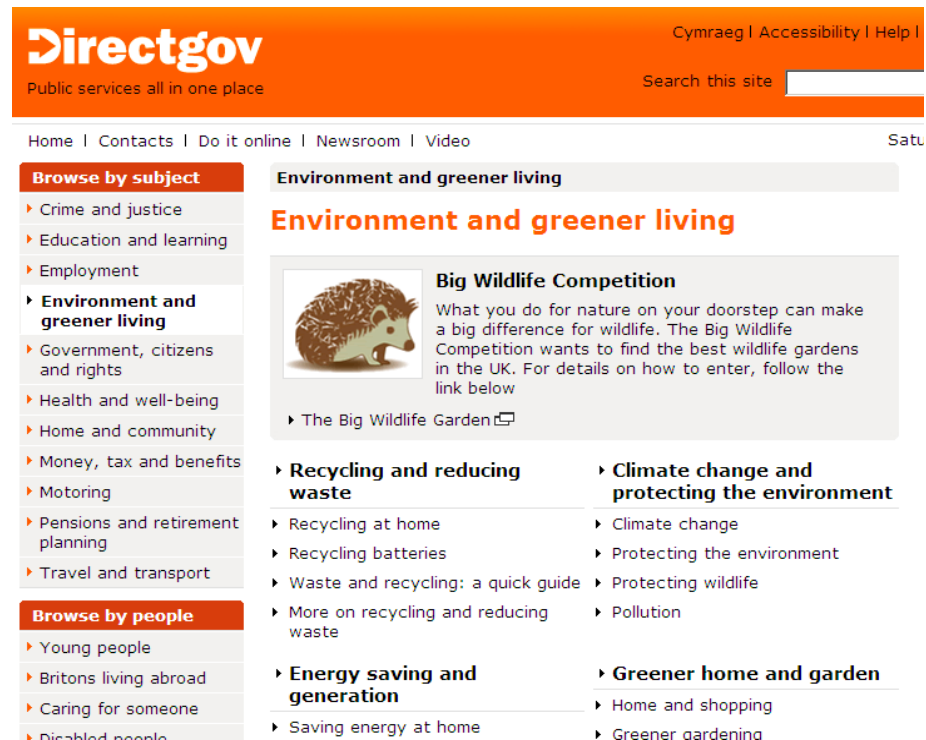 Directgov
Public services all in one place
Cymraeg | Accessibility | Help |
Search this site
Home | Contacts | Do it online | Newsroom | Video
Browse by subject
Crime and justice
Education and learning
Employment
Environment and
greener living
Government, citizens
and rights
Health and well-being
Home and community
Money, tax and benefits
Motoring
Pensions and retirement
planning
Travel and transport
Browse by people
Young people
Britons living abroad
Caring for someone
Disabled people
Environment and greener living
Environment and greener living
Big Wildlife Competition
What you do for nature on your doorstep can make
a big difference for wildlife. The Big Wildlife
Competition wants to find the best wildlife gardens
in the UK. For details on how to enter, follow the
link below
The Big Wildlife Garden
Recycling and reducing
waste
Recycling at home
Recycling batteries
Waste and recycling: a quick guide
More on recycling and reducing
waste
Climate change and
protecting the environment
Climate change
Protecting the environment
Protecting wildlife
Pollution
Energy saving and
generation
Saving energy at home
Greener home and garden
Home and shopping
Greener gardening